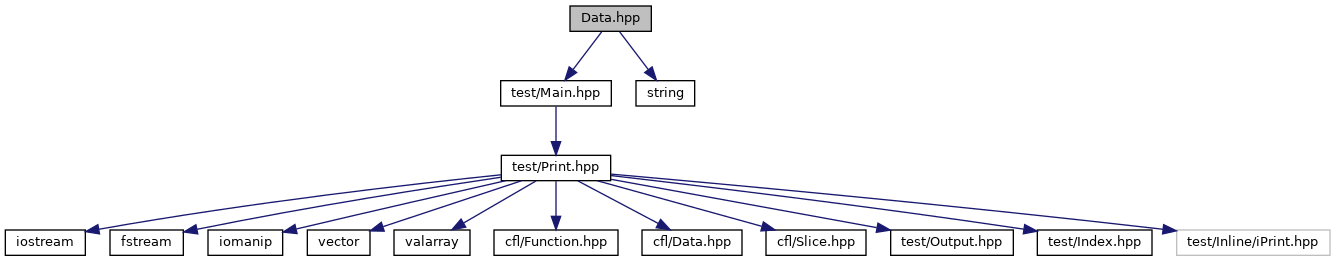 Data.hpp
test/Main.hpp
string
test/Print.hpp
iostream
fstream
iomanip
vector
valarray
cfl/Function.hpp
cfl/Data.hpp
cfl/Slice.hpp
test/Output.hpp
test/Index.hpp
test/Inline/iPrint.hpp